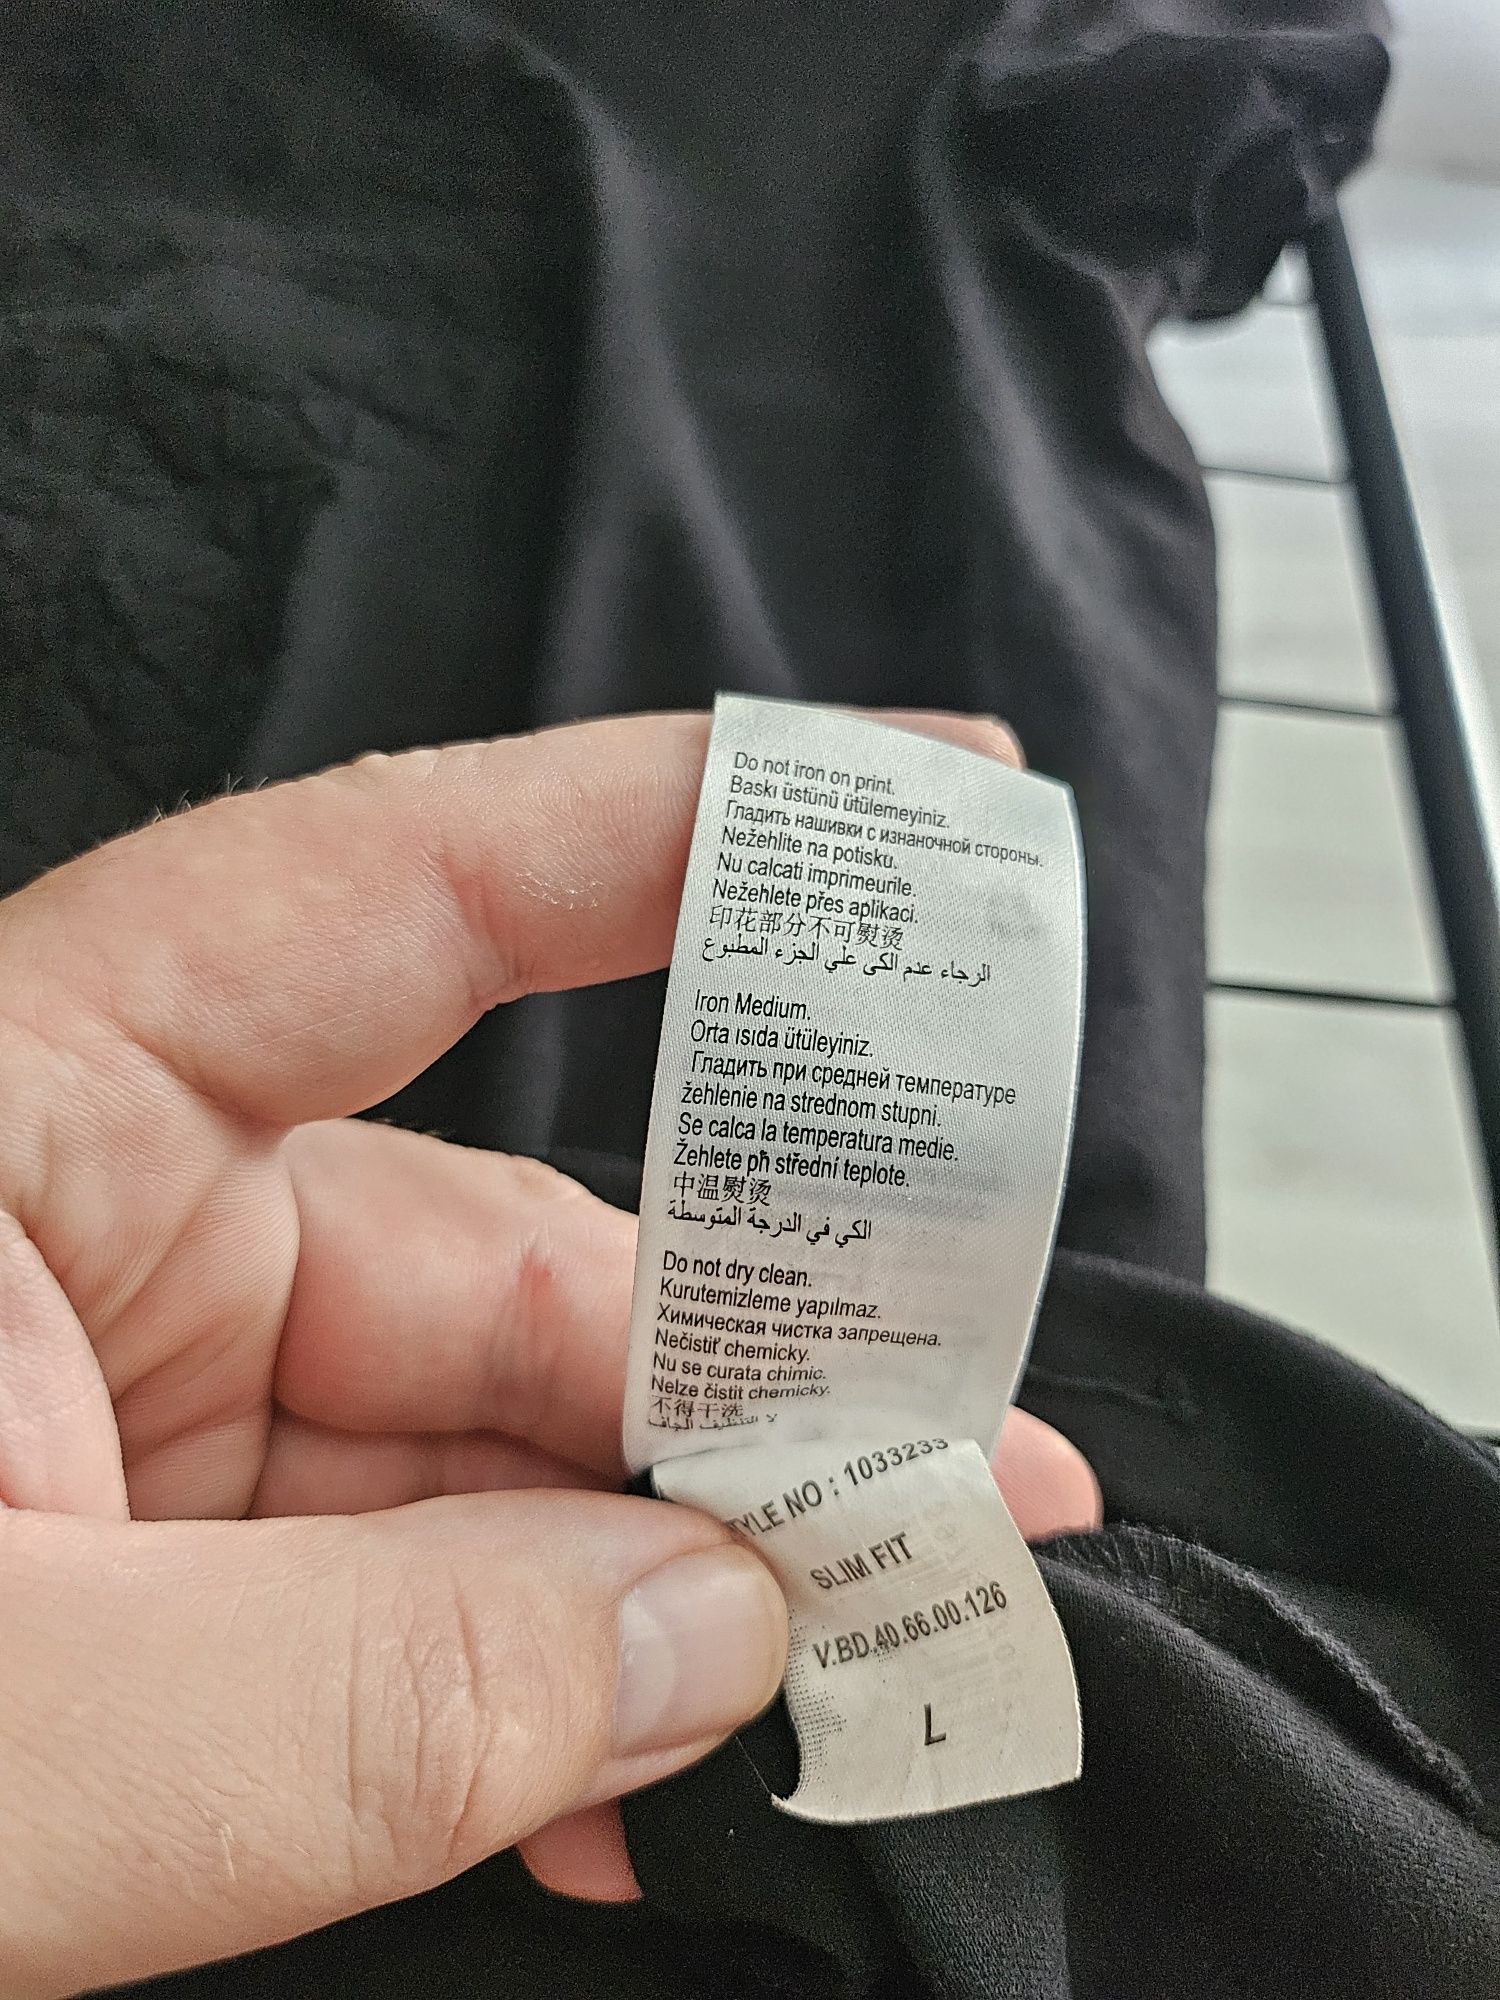 Do not iron on print.
Baskı üstünü ütülemeyiniz.
Гладить нашивки с изнаночной стороны.
Nežehlite na potisku.
Nu calcati imprimeurile.
Nežehlete přes aplikaci.
印花部分不可熨烫
الرجاء عدم الكى علي الجزء المطبوع
Iron Medium.
Orta ısıda ütüleyiniz.
Гладить при средней температуре
žehlenie na strednom stupni.
Se calca la temperatura medie.
Žehlete při střední teplote.
中温熨烫
الكي في الدرجة المتوسطة
Do not dry clean.
Kurutemizleme yapılmaz.
Химическая чистка запрещена.
Nečistiť chemicky.
Nu se curata chimic.
Nelze čistit chemicky.
不得干洗
لا التنظيف الجاف
TYLE NO : 1033233
SLIM FIT
V.BD.40.66.00.126
L